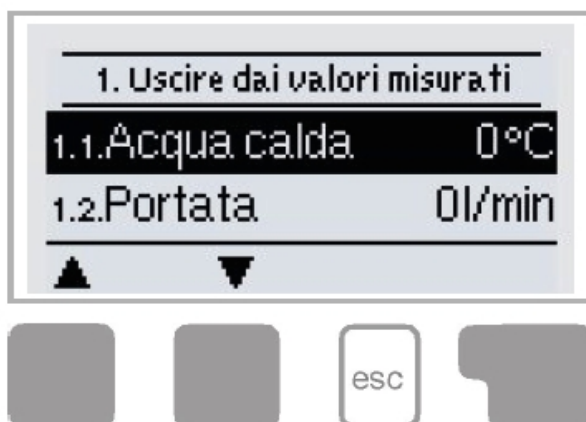 1. Uscire dai valori misurati
1.1.Acqua calda 0°C
1.2.Portata 0l/min
esc